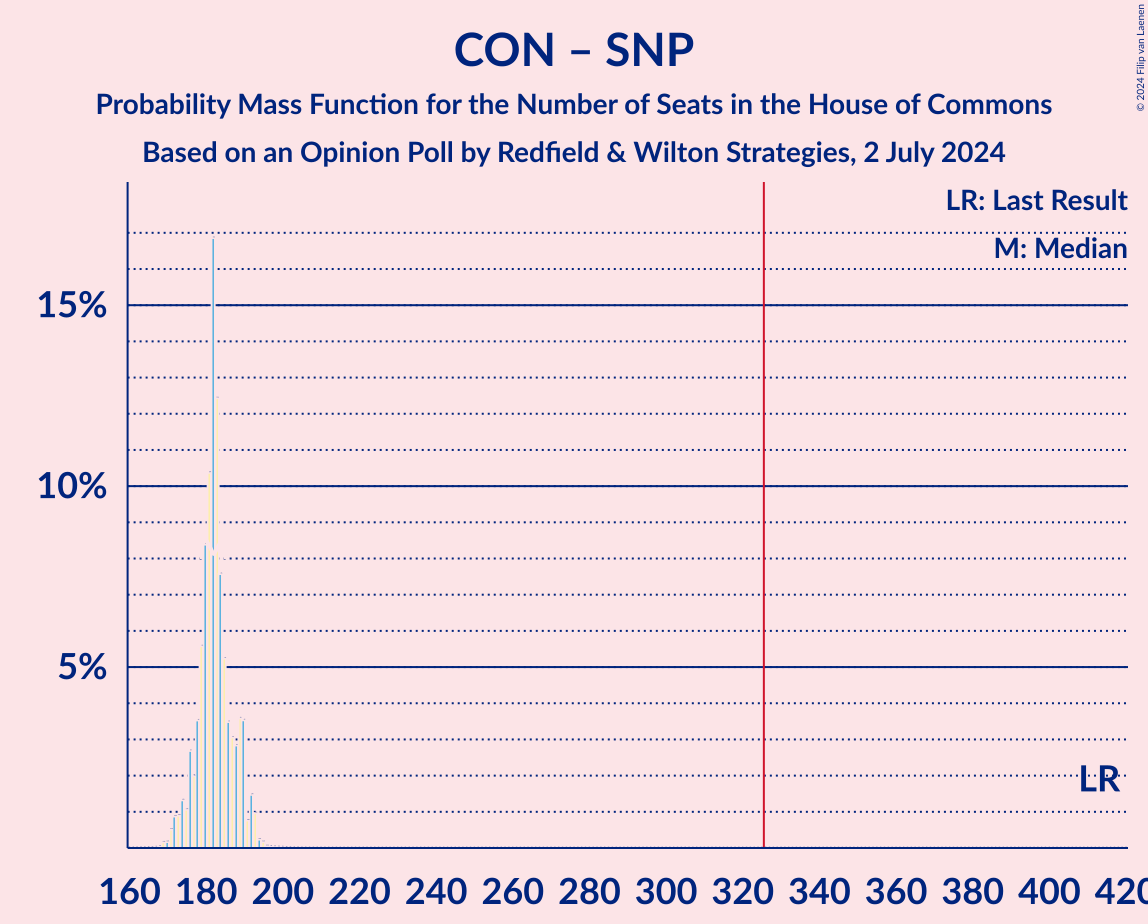 CON – SNP
Probability Mass Function for the Number of Seats in the House of Commons
Based on an Opinion Poll by Redfield & Wilton Strategies, 2 July 2024
© 2024 Filip van Laenen
LR: Last Result
M: Median
15%
10%
5%
LR
160 180 200 220 240 260 280 300 320 340 360 380 400 420